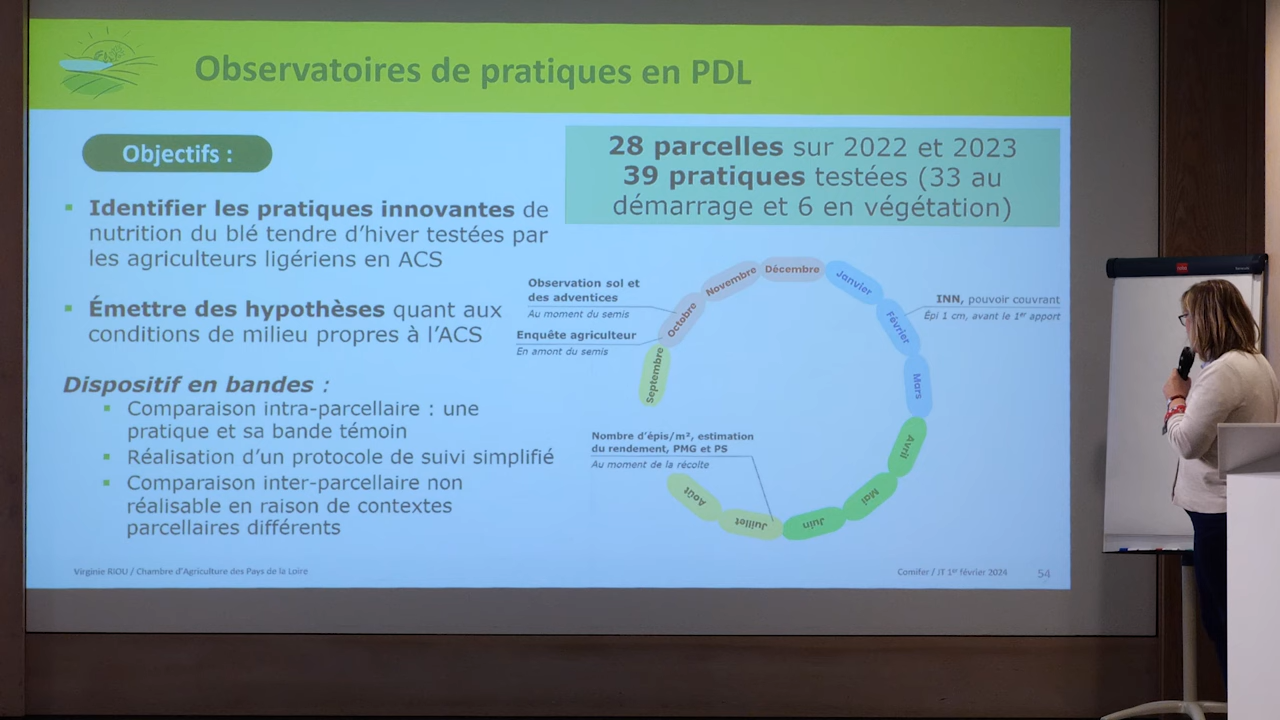 Observatoires de pratiques en PDL
Objectifs :
28 parcelles sur 2022 et 2023
39 pratiques testées (33 au
démarrage et 6 en végétation)
Identifier les pratiques innovantes de
nutrition du blé tendre d'hiver testées par
les agriculteurs ligériens en ACS
Émettre des hypothèses quant aux
conditions de milieu propres à l'ACS
Dispositif en bandes :
Comparaison intra-parcellaire : une
pratique et sa bande témoin
Réalisation d'un protocole de suivi simplifié
Comparaison inter-parcellaire non
réalisable en raison de contextes
parcellaires différents
Observation sol et
des adventices
Au moment du semis
Enquête agriculteur
En amont du semis
Septembre
Octobre
Novembre
Décembre
Janvier
Février
Mars
Avril
Mai
Juin
Juillet
Août
INN, pouvoir couvrant
Épi 1 cm, avant le 1er apport
Nombre d'épis/m², estimation
du rendement, PMG et PS
Au moment de la récolte
Virginie RIOU / Chambre d'Agriculture des Pays de la Loire
Comifer / JT 1er février 2024
54